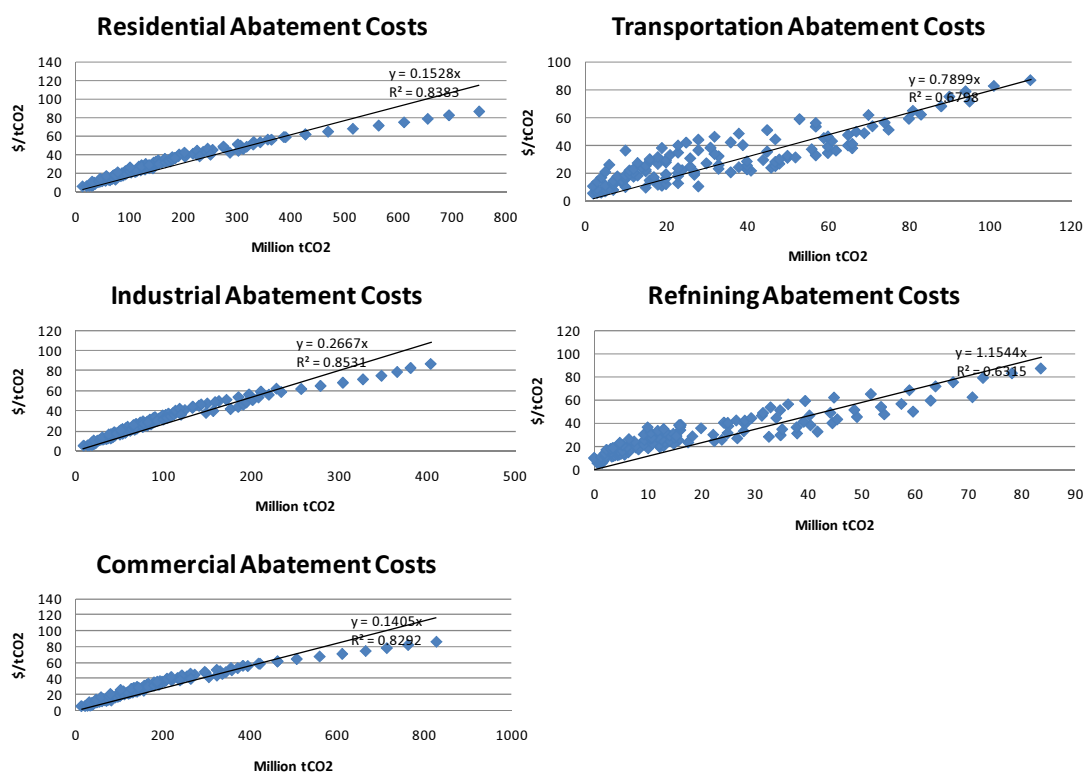 Residential Abatement Costs
140
120
100
80
60
40
20
0
$/tCO2
y = 0.1528x
R² = 0.8383
0 100 200 300 400 500 600 700 800
Million tCO2
Transportation Abatement Costs
100
80
60
40
20
0
$/tCO2
y = 0.7899x
R² = 0.6798
0 20 40 60 80 100 120
Million tCO2
Industrial Abatement Costs
120
100
80
60
40
20
0
$/tCO2
y = 0.2667x
R² = 0.8531
0 100 200 300 400 500
Million tCO2
Refnining Abatement Costs
120
100
80
60
40
20
0
$/tCO2
y = 1.1544x
R² = 0.6315
0 10 20 30 40 50 60 70 80 90
Million tCO2
Commercial Abatement Costs
140
120
100
80
60
40
20
0
$/tCO2
y = 0.1405x
R² = 0.8292
0 200 400 600 800 1000
Million tCO2